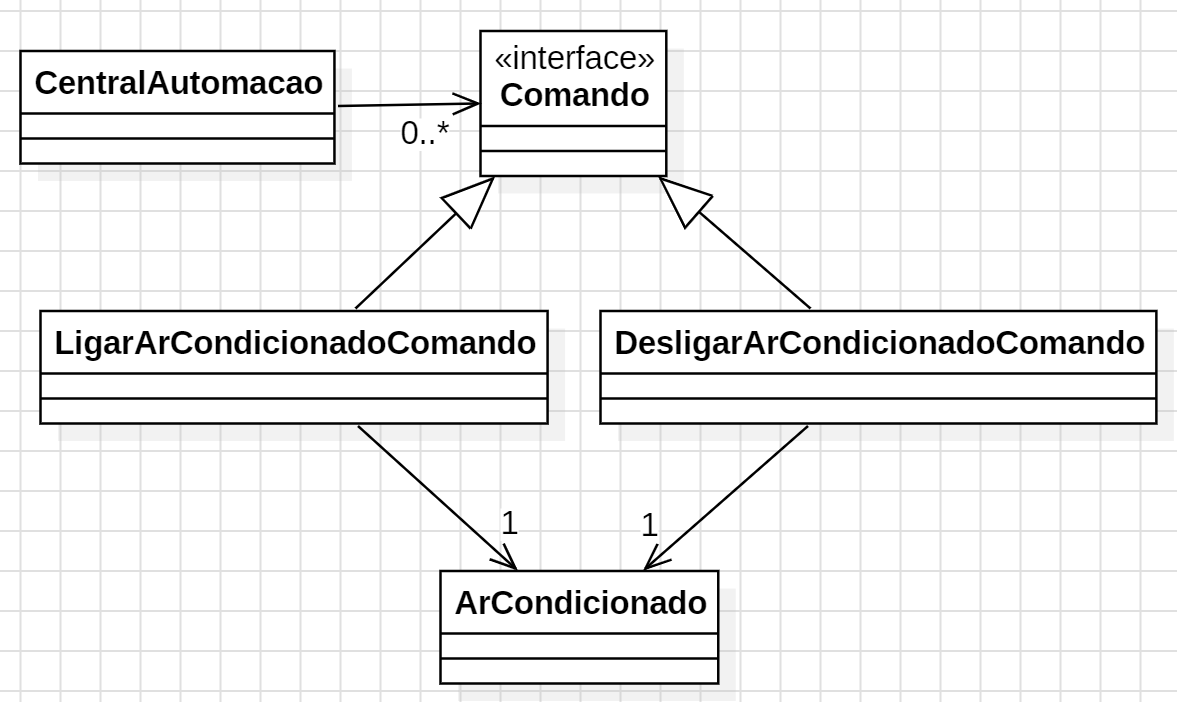 CentralAutomacao
«interface»
Comando
0..*
LigarArCondicionadoComando
DesligarArCondicionadoComando
1
1
ArCondicionado